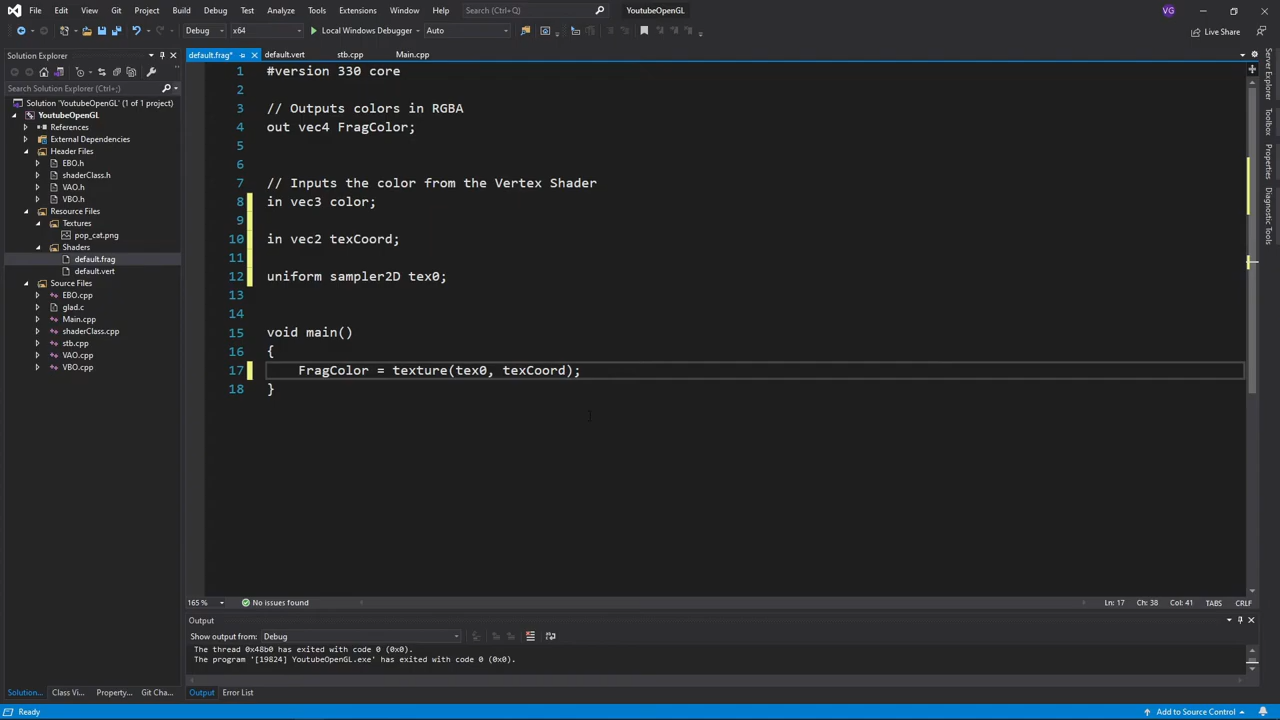 File Edit View Git Project Build Debug Test Analyze Tools Extensions Window Help Search (Ctrl+Q) YoutubeOpenGL VG
Debug x64 Local Windows Debugger Auto Live Share
Solution Explorer
default.frag* default.vert stb.cpp Main.cpp
Search Solution Explorer (Ctrl+;)
Solution 'YoutubeOpenGL' (1 of 1 project)
YoutubeOpenGL
References
External Dependencies
Header Files
EBO.h
shaderClass.h
VAO.h
VBO.h
Resource Files
Textures
pop_cat.png
Shaders
default.frag
default.vert
Source Files
EBO.cpp
glad.c
Main.cpp
shaderClass.cpp
stb.cpp
VAO.cpp
VBO.cpp
Solution... Class Vi... Property... Git Cha...
1 #version 330 core
2
3 // Outputs colors in RGBA
4 out vec4 FragColor;
5
6
7 // Inputs the color from the Vertex Shader
8 in vec3 color;
9
10 in vec2 texCoord;
11
12 uniform sampler2D tex0;
13
14
15 void main()
16 {
17 FragColor = texture(tex0, texCoord);
18 }
165 % No issues found Ln: 17 Ch: 38 Col: 41 TABS CRLF
Output
Show output from: Debug
The thread 0x48b0 has exited with code 0 (0x0).
The program '[19824] YoutubeOpenGL.exe' has exited with code 0 (0x0).
Output Error List
Server Explorer
Toolbox
Properties
Diagnostic Tools
Ready Add to Source Control